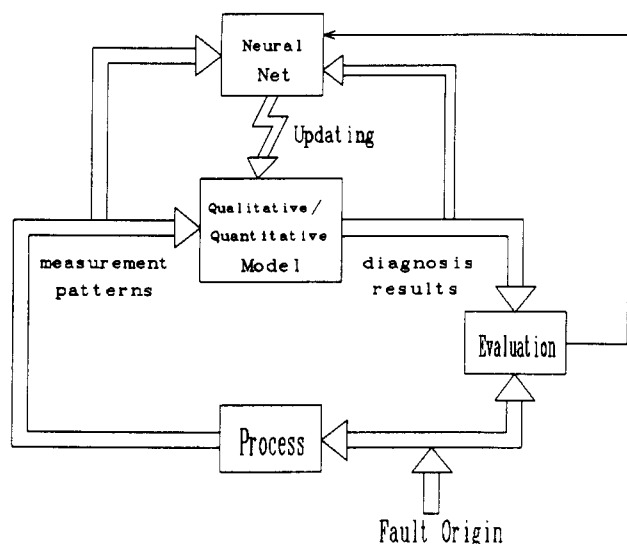 Neural
Net
Updating
Qualitative/
Quantitative
Model
measurement
patterns
diagnosis
results
Evaluation
Process
Fault Origin